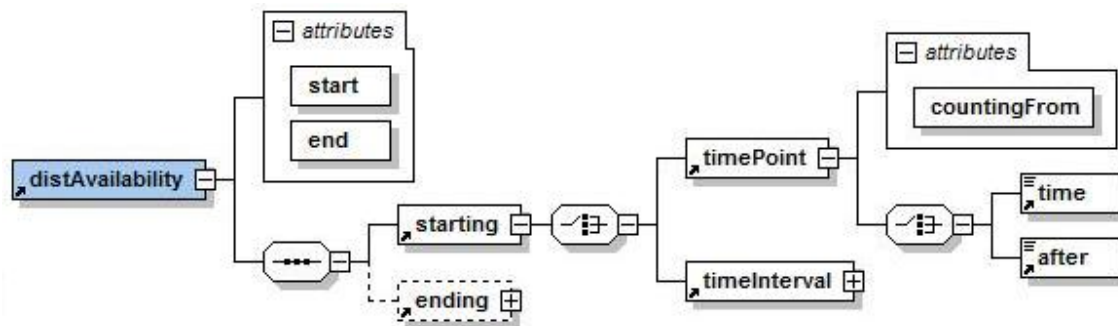 attributes
start
end
distAvailability
starting
ending
timePoint
timeInterval
attributes
countingFrom
time
after